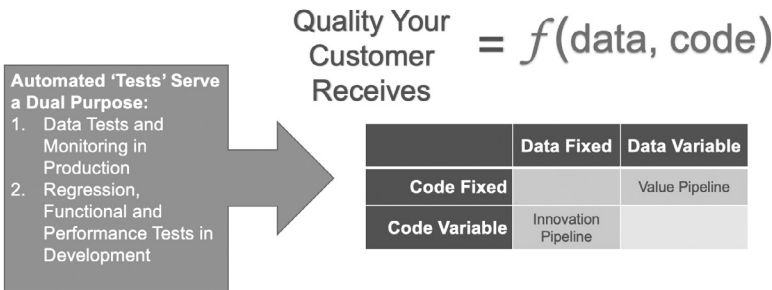 Quality Your
Customer
Receives
= f(data, code)
Automated ‘Tests’ Serve
a Dual Purpose:
1. Data Tests and
Monitoring in
Production
2. Regression,
Functional and
Performance Tests in
Development
Data Fixed Data Variable
Code Fixed Value Pipeline
Code Variable Innovation
Pipeline